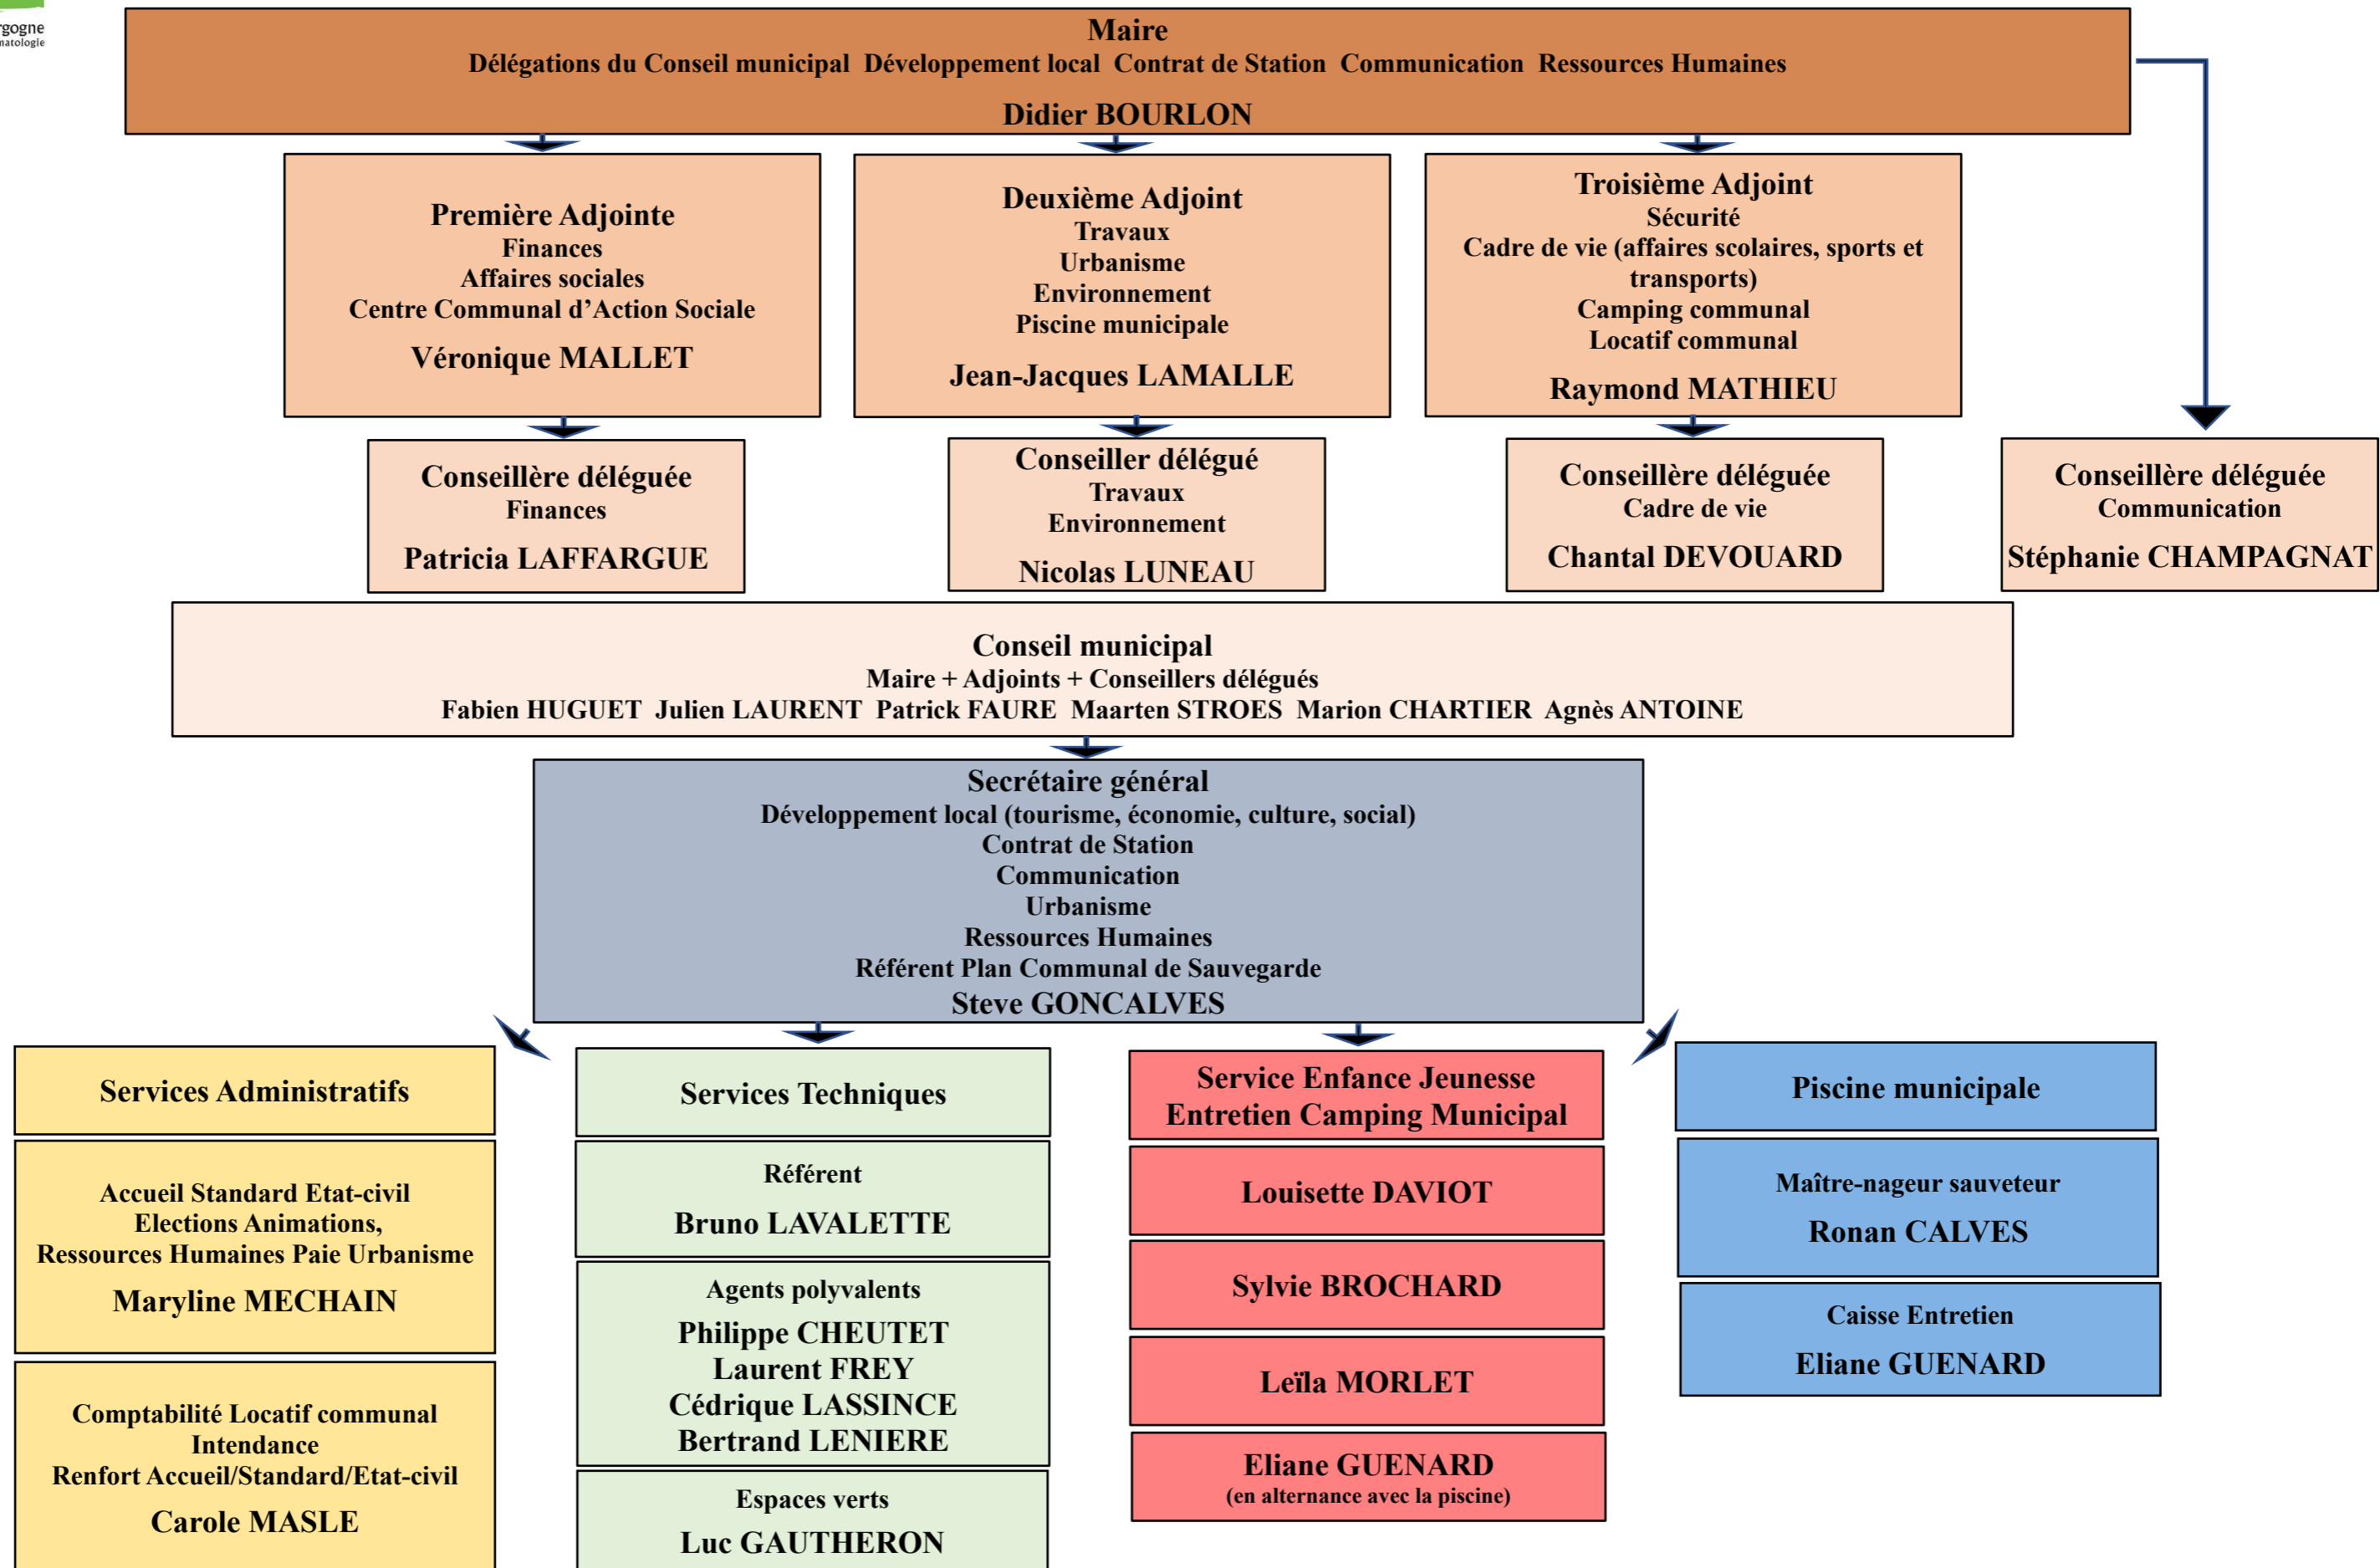 Maire
Délégations du Conseil municipal Développement local Contrat de Station Communication Ressources Humaines
Didier BOURLON
Première Adjointe
Finances
Affaires sociales
Centre Communal d’Action Sociale
Véronique MALLET
Deuxième Adjoint
Travaux
Urbanisme
Environnement
Piscine municipale
Jean-Jacques LAMALLE
Troisième Adjoint
Sécurité
Cadre de vie (affaires scolaires, sports et
transports)
Camping communal
Locatif communal
Raymond MATHIEU
Conseillère déléguée
Finances
Patricia LAFFARGUE
Conseiller délégué
Travaux
Environnement
Nicolas LUNEAU
Conseillère déléguée
Cadre de vie
Chantal DEVOUARD
Conseillère déléguée
Communication
Stéphanie CHAMPAGNAT
Conseil municipal
Maire + Adjoints + Conseillers délégués
Fabien HUGUET Julien LAURENT Patrick FAURE Maarten STROES Marion CHARTIER Agnès ANTOINE
Secrétaire général
Développement local (tourisme, économie, culture, social)
Contrat de Station
Communication
Urbanisme
Ressources Humaines
Référent Plan Communal de Sauvegarde
Steve GONCALVES
Services Administratifs
Accueil Standard Etat-civil
Elections Animations,
Ressources Humaines Paie Urbanisme
Maryline MECHAIN
Comptabilité Locatif communal
Intendance
Renfort Accueil/Standard/Etat-civil
Carole MASLE
Services Techniques
Référent
Bruno LAVALETTE
Agents polyvalents
Philippe CHEUTET
Laurent FREY
Cédrique LASSINCE
Bertrand LENIERE
Espaces verts
Luc GAUTHERON
Service Enfance Jeunesse
Entretien Camping Municipal
Louisette DAVIOT
Sylvie BROCHARD
Leïla MORLET
Eliane GUENARD
(en alternance avec la piscine)
Piscine municipale
Maître-nageur sauveteur
Ronan CALVES
Caisse Entretien
Eliane GUENARD